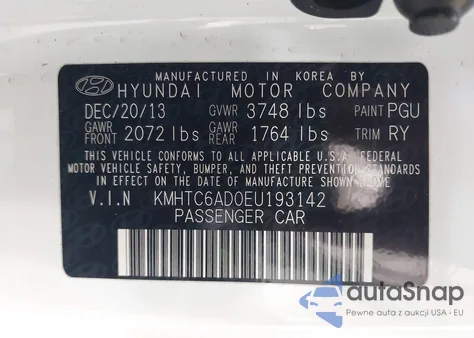 MANUFACTURED IN KOREA BY
HYUNDAI MOTOR COMPANY
DEC/20/13 GVWR 3748 lbs PAINT PGU
GAWR FRONT 2072 lbs GAWR REAR 1764 lbs TRIM RY
THIS VEHICLE CONFORMS TO ALL APPLICABLE U.S.A. FEDERAL
MOTOR VEHICLE SAFETY, BUMPER, AND THEFT PREVENTION STANDARDS
IN EFFECT ON THE DATE OF MANUFACTURE SHOWN ABOVE.
V.I.N KMHTC6AD0EU193142
PASSENGER CAR
autoSnap
Pewne auta z aukcji USA i EU